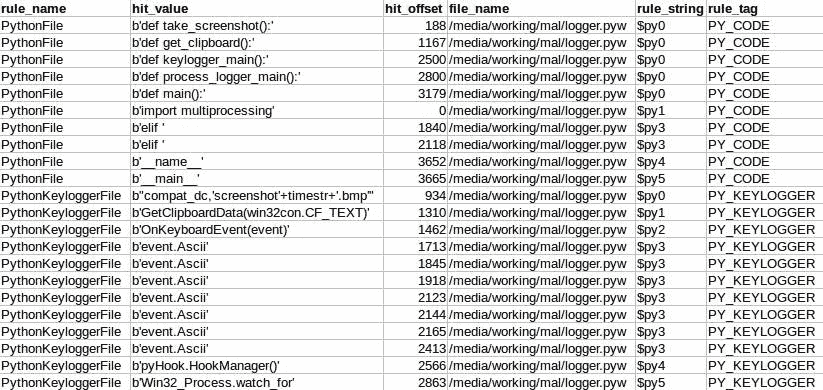 rule_name hit_value hit_offset file_name rule_string rule_tag
PythonFile b'def take_screenshot():' 188 /media/working/mal/logger.pyw $py0 PY_CODE
PythonFile b'def get_clipboard():' 1167 /media/working/mal/logger.pyw $py0 PY_CODE
PythonFile b'def keylogger_main():' 2500 /media/working/mal/logger.pyw $py0 PY_CODE
PythonFile b'def process_logger_main():' 2800 /media/working/mal/logger.pyw $py0 PY_CODE
PythonFile b'def main():' 3179 /media/working/mal/logger.pyw $py0 PY_CODE
PythonFile b'import multiprocessing' 0 /media/working/mal/logger.pyw $py1 PY_CODE
PythonFile b'elif ' 1840 /media/working/mal/logger.pyw $py3 PY_CODE
PythonFile b'elif ' 2118 /media/working/mal/logger.pyw $py3 PY_CODE
PythonFile b'__name__' 3652 /media/working/mal/logger.pyw $py4 PY_CODE
PythonFile b'__main__' 3665 /media/working/mal/logger.pyw $py5 PY_CODE
PythonKeyloggerFile b"compat_dc,'screenshot'+timestr+'.bmp'" 934 /media/working/mal/logger.pyw $py0 PY_KEYLOGGER
PythonKeyloggerFile b'GetClipboardData(win32con.CF_TEXT)' 1310 /media/working/mal/logger.pyw $py1 PY_KEYLOGGER
PythonKeyloggerFile b'OnKeyboardEvent(event)' 1462 /media/working/mal/logger.pyw $py2 PY_KEYLOGGER
PythonKeyloggerFile b'event.Ascii' 1713 /media/working/mal/logger.pyw $py3 PY_KEYLOGGER
PythonKeyloggerFile b'event.Ascii' 1845 /media/working/mal/logger.pyw $py3 PY_KEYLOGGER
PythonKeyloggerFile b'event.Ascii' 1918 /media/working/mal/logger.pyw $py3 PY_KEYLOGGER
PythonKeyloggerFile b'event.Ascii' 2123 /media/working/mal/logger.pyw $py3 PY_KEYLOGGER
PythonKeyloggerFile b'event.Ascii' 2144 /media/working/mal/logger.pyw $py3 PY_KEYLOGGER
PythonKeyloggerFile b'event.Ascii' 2165 /media/working/mal/logger.pyw $py3 PY_KEYLOGGER
PythonKeyloggerFile b'event.Ascii' 2413 /media/working/mal/logger.pyw $py3 PY_KEYLOGGER
PythonKeyloggerFile b'pyHook.HookManager()' 2566 /media/working/mal/logger.pyw $py4 PY_KEYLOGGER
PythonKeyloggerFile b'Win32_Process.watch_for' 2863 /media/working/mal/logger.pyw $py5 PY_KEYLOGGER